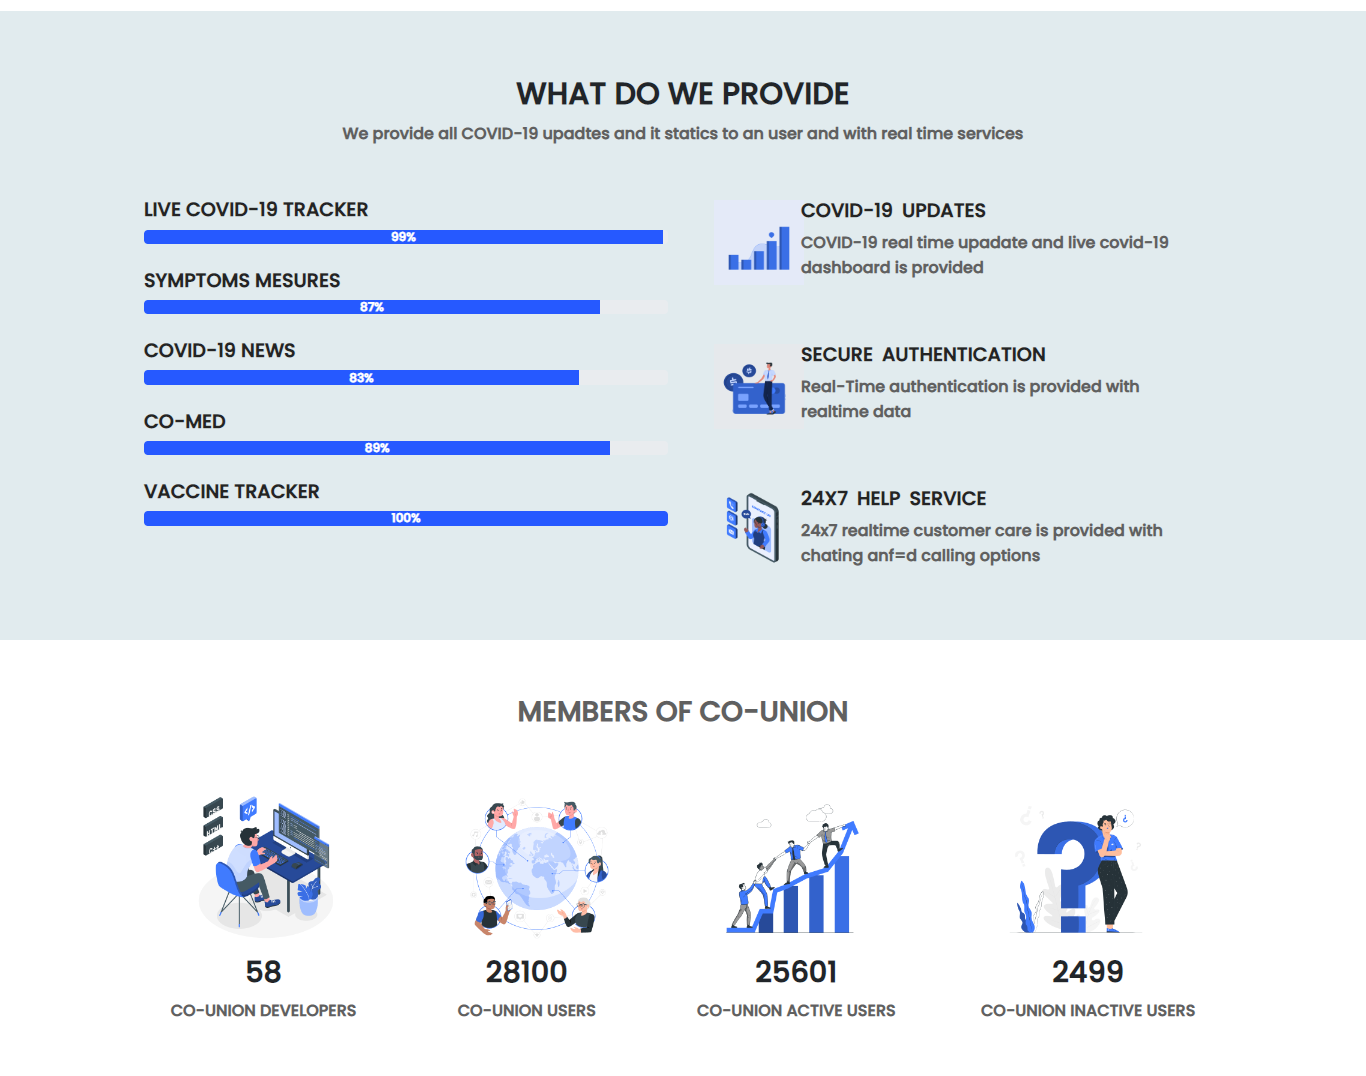 WHAT DO WE PROVIDE
We provide all COVID-19 upadtes and it statics to an user and with real time services
LIVE COVID-19 TRACKER
99%
SYMPTOMS MESURES
87%
COVID-19 NEWS
83%
CO-MED
89%
VACCINE TRACKER
100%
COVID-19 UPDATES
COVID-19 real time upadate and live covid-19
dashboard is provided
SECURE AUTHENTICATION
Real-Time authentication is provided with
realtime data
24X7 HELP SERVICE
24x7 realtime customer care is provided with
chating anf=d calling options
MEMBERS OF CO-UNION
CSS
</>
HTML
CSS
58
CO-UNION DEVELOPERS
28100
CO-UNION USERS
25601
CO-UNION ACTIVE USERS
2499
CO-UNION INACTIVE USERS